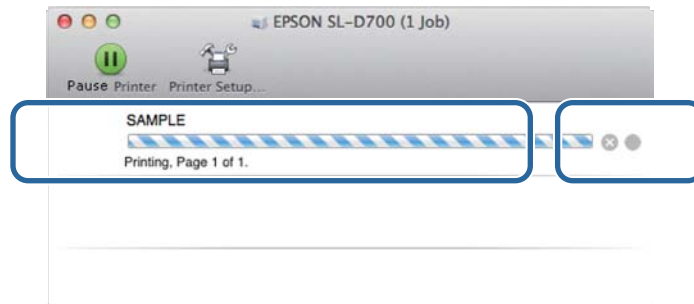 EPSON SL-D700 (1 Job)
Pause Printer Printer Setup...
SAMPLE
Printing, Page 1 of 1.